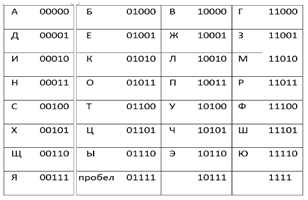 А 00000 Б 01000 В 10000 Г 11000
Д 00001 Е 01001 Ж 10001 З 11001
И 00010 К 01010 Л 10010 М 11010
Н 00011 О 01011 П 10011 Р 11011
С 00100 Т 01100 У 10100 Ф 11100
Х 00101 Ц 01101 Ч 10101 Ш 11101
Щ 00110 Ы 01110 Э 10110 Ю 11110
Я 00111 пробел 01111 10111 1111